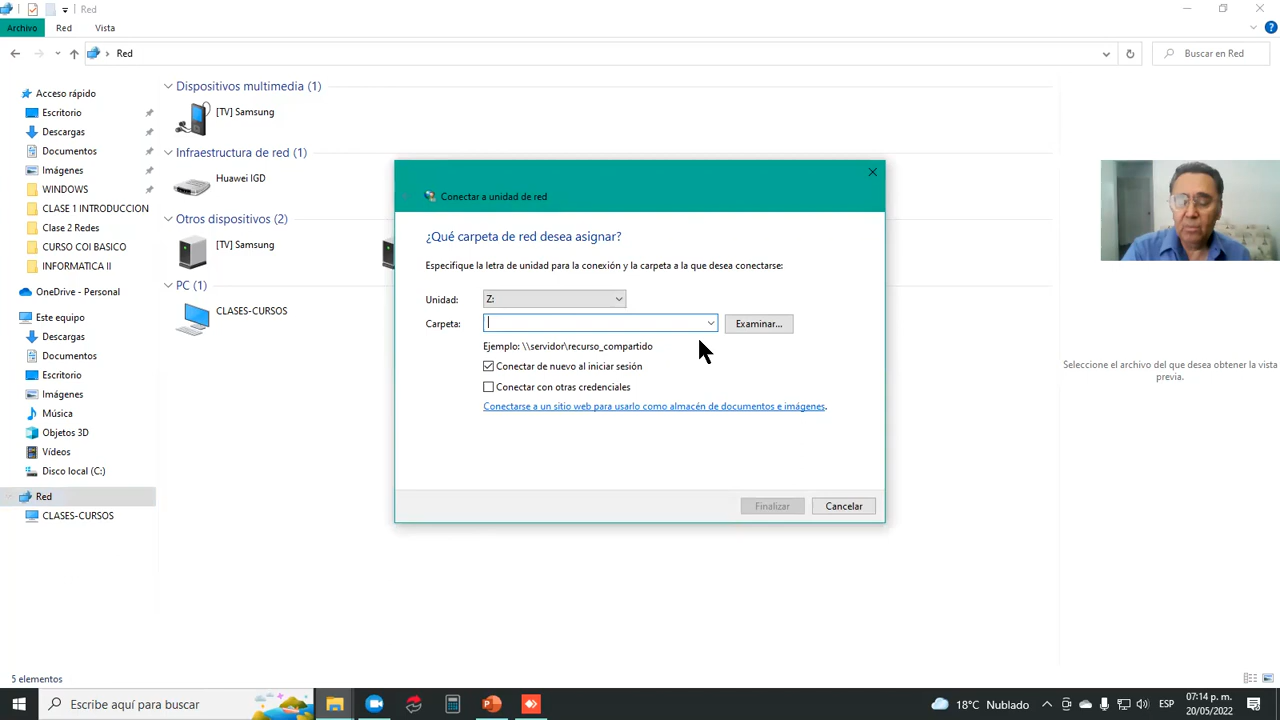 Red
Archivo
Red
Vista
Red
Buscar en Red
Acceso rápido
Escritorio
Descargas
Documentos
Imágenes
WINDOWS
CLASE 1 INTRODUCCION
Clase 2 Redes
CURSO COI BASICO
INFORMATICA II
OneDrive - Personal
Este equipo
Descargas
Documentos
Escritorio
Imágenes
Música
Objetos 3D
Vídeos
Disco local (C:)
Red
CLASES-CURSOS
Dispositivos multimedia (1)
[TV] Samsung
Infraestructura de red (1)
Huawei IGD
Otros dispositivos (2)
[TV] Samsung
PC (1)
CLASES-CURSOS
Conectar a unidad de red
¿Qué carpeta de red desea asignar?
Especifique la letra de unidad para la conexión y la carpeta a la que desea conectarse:
Unidad: Z:
Carpeta: Examinar...
Ejemplo: \\servidor\recurso_compartido
Conectar de nuevo al iniciar sesión
Conectar con otras credenciales
Conectarse a un sitio web para usarlo como almacén de documentos e imágenes.
Finalizar Cancelar
Seleccione el archivo del que desea obtener la vista
previa.
5 elementos
Escribe aquí para buscar
18°C Nublado
ESP
07:14 p. m.
20/05/2022